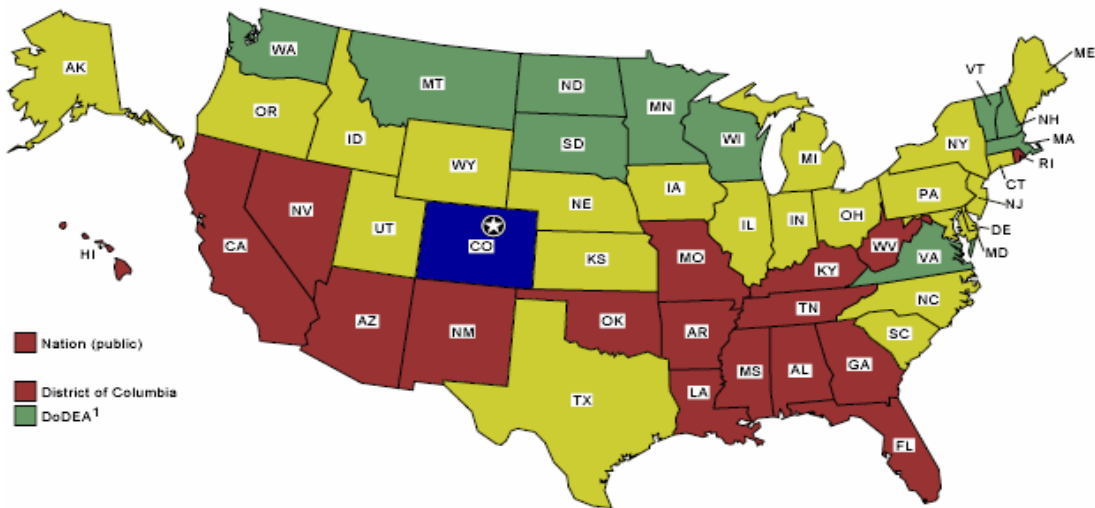 AK
WA
MT
ND
MN
VT
ME
NH
MA
RI
CT
OR
ID
SD
WI
MI
NY
WY
IA
PA
NJ
NV
NE
IL
IN
OH
DE
MD
CA
UT
CO
KS
MO
WV
VA
KY
HI
AZ
NM
OK
AR
TN
NC
SC
TX
LA
MS
AL
GA
FL
Nation (public)
District of Columbia
DoDEA¹